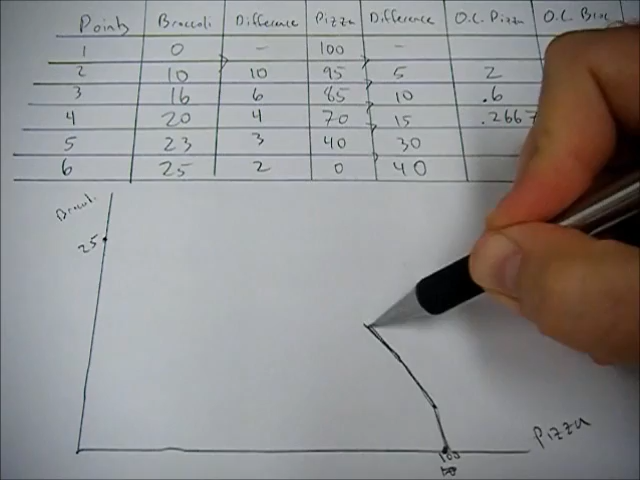 Points Broccoli Difference Pizza Difference O.C. Pizza O.C. Broc
1 0 - 100 -
2 10 10 95 5 2
3 16 6 85 10 .6
4 20 4 70 15 .2667
5 23 3 40 30
6 25 2 0 40
Broccol.
25
Pizza
100